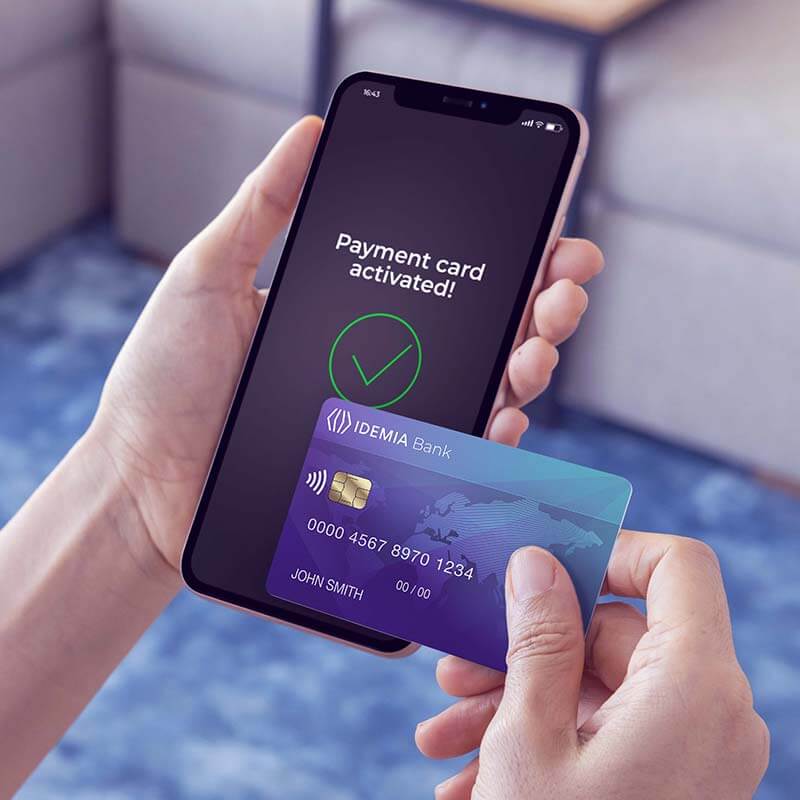 16:43
Payment card
activated!
IDEMIA Bank
0000 4567 8970 1234
JOHN SMITH
00 / 00